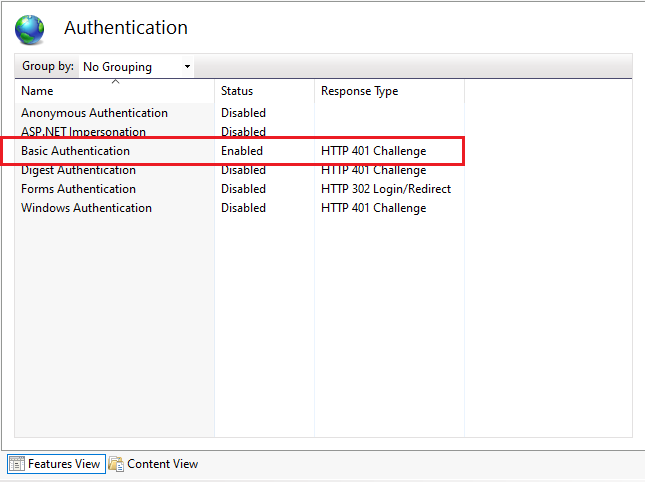 Authentication
Group by: No Grouping
Name Status Response Type
Anonymous Authentication Disabled
ASP.NET Impersonation Disabled
Basic Authentication Enabled HTTP 401 Challenge
Digest Authentication Disabled HTTP 401 Challenge
Forms Authentication Disabled HTTP 302 Login/Redirect
Windows Authentication Disabled HTTP 401 Challenge
Features View Content View